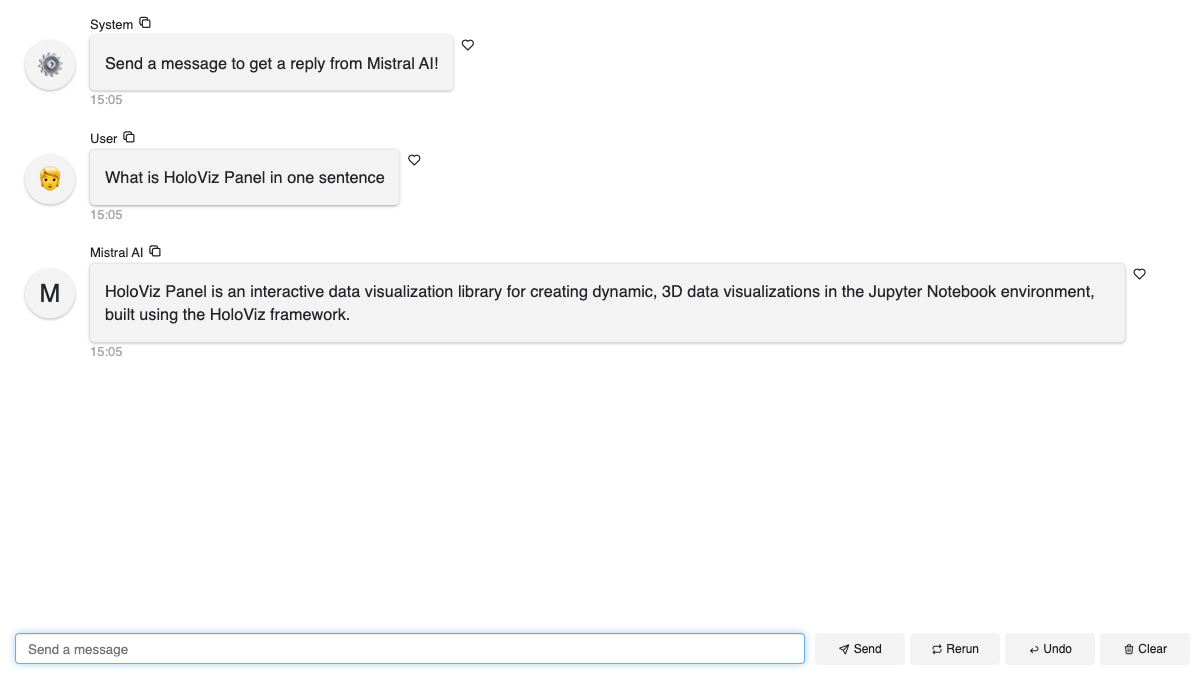 System
Send a message to get a reply from Mistral AI!
15:05
User
What is HoloViz Panel in one sentence
15:05
Mistral AI
M
HoloViz Panel is an interactive data visualization library for creating dynamic, 3D data visualizations in the Jupyter Notebook environment,
built using the HoloViz framework.
15:05
Send a message
Send
Rerun
Undo
Clear